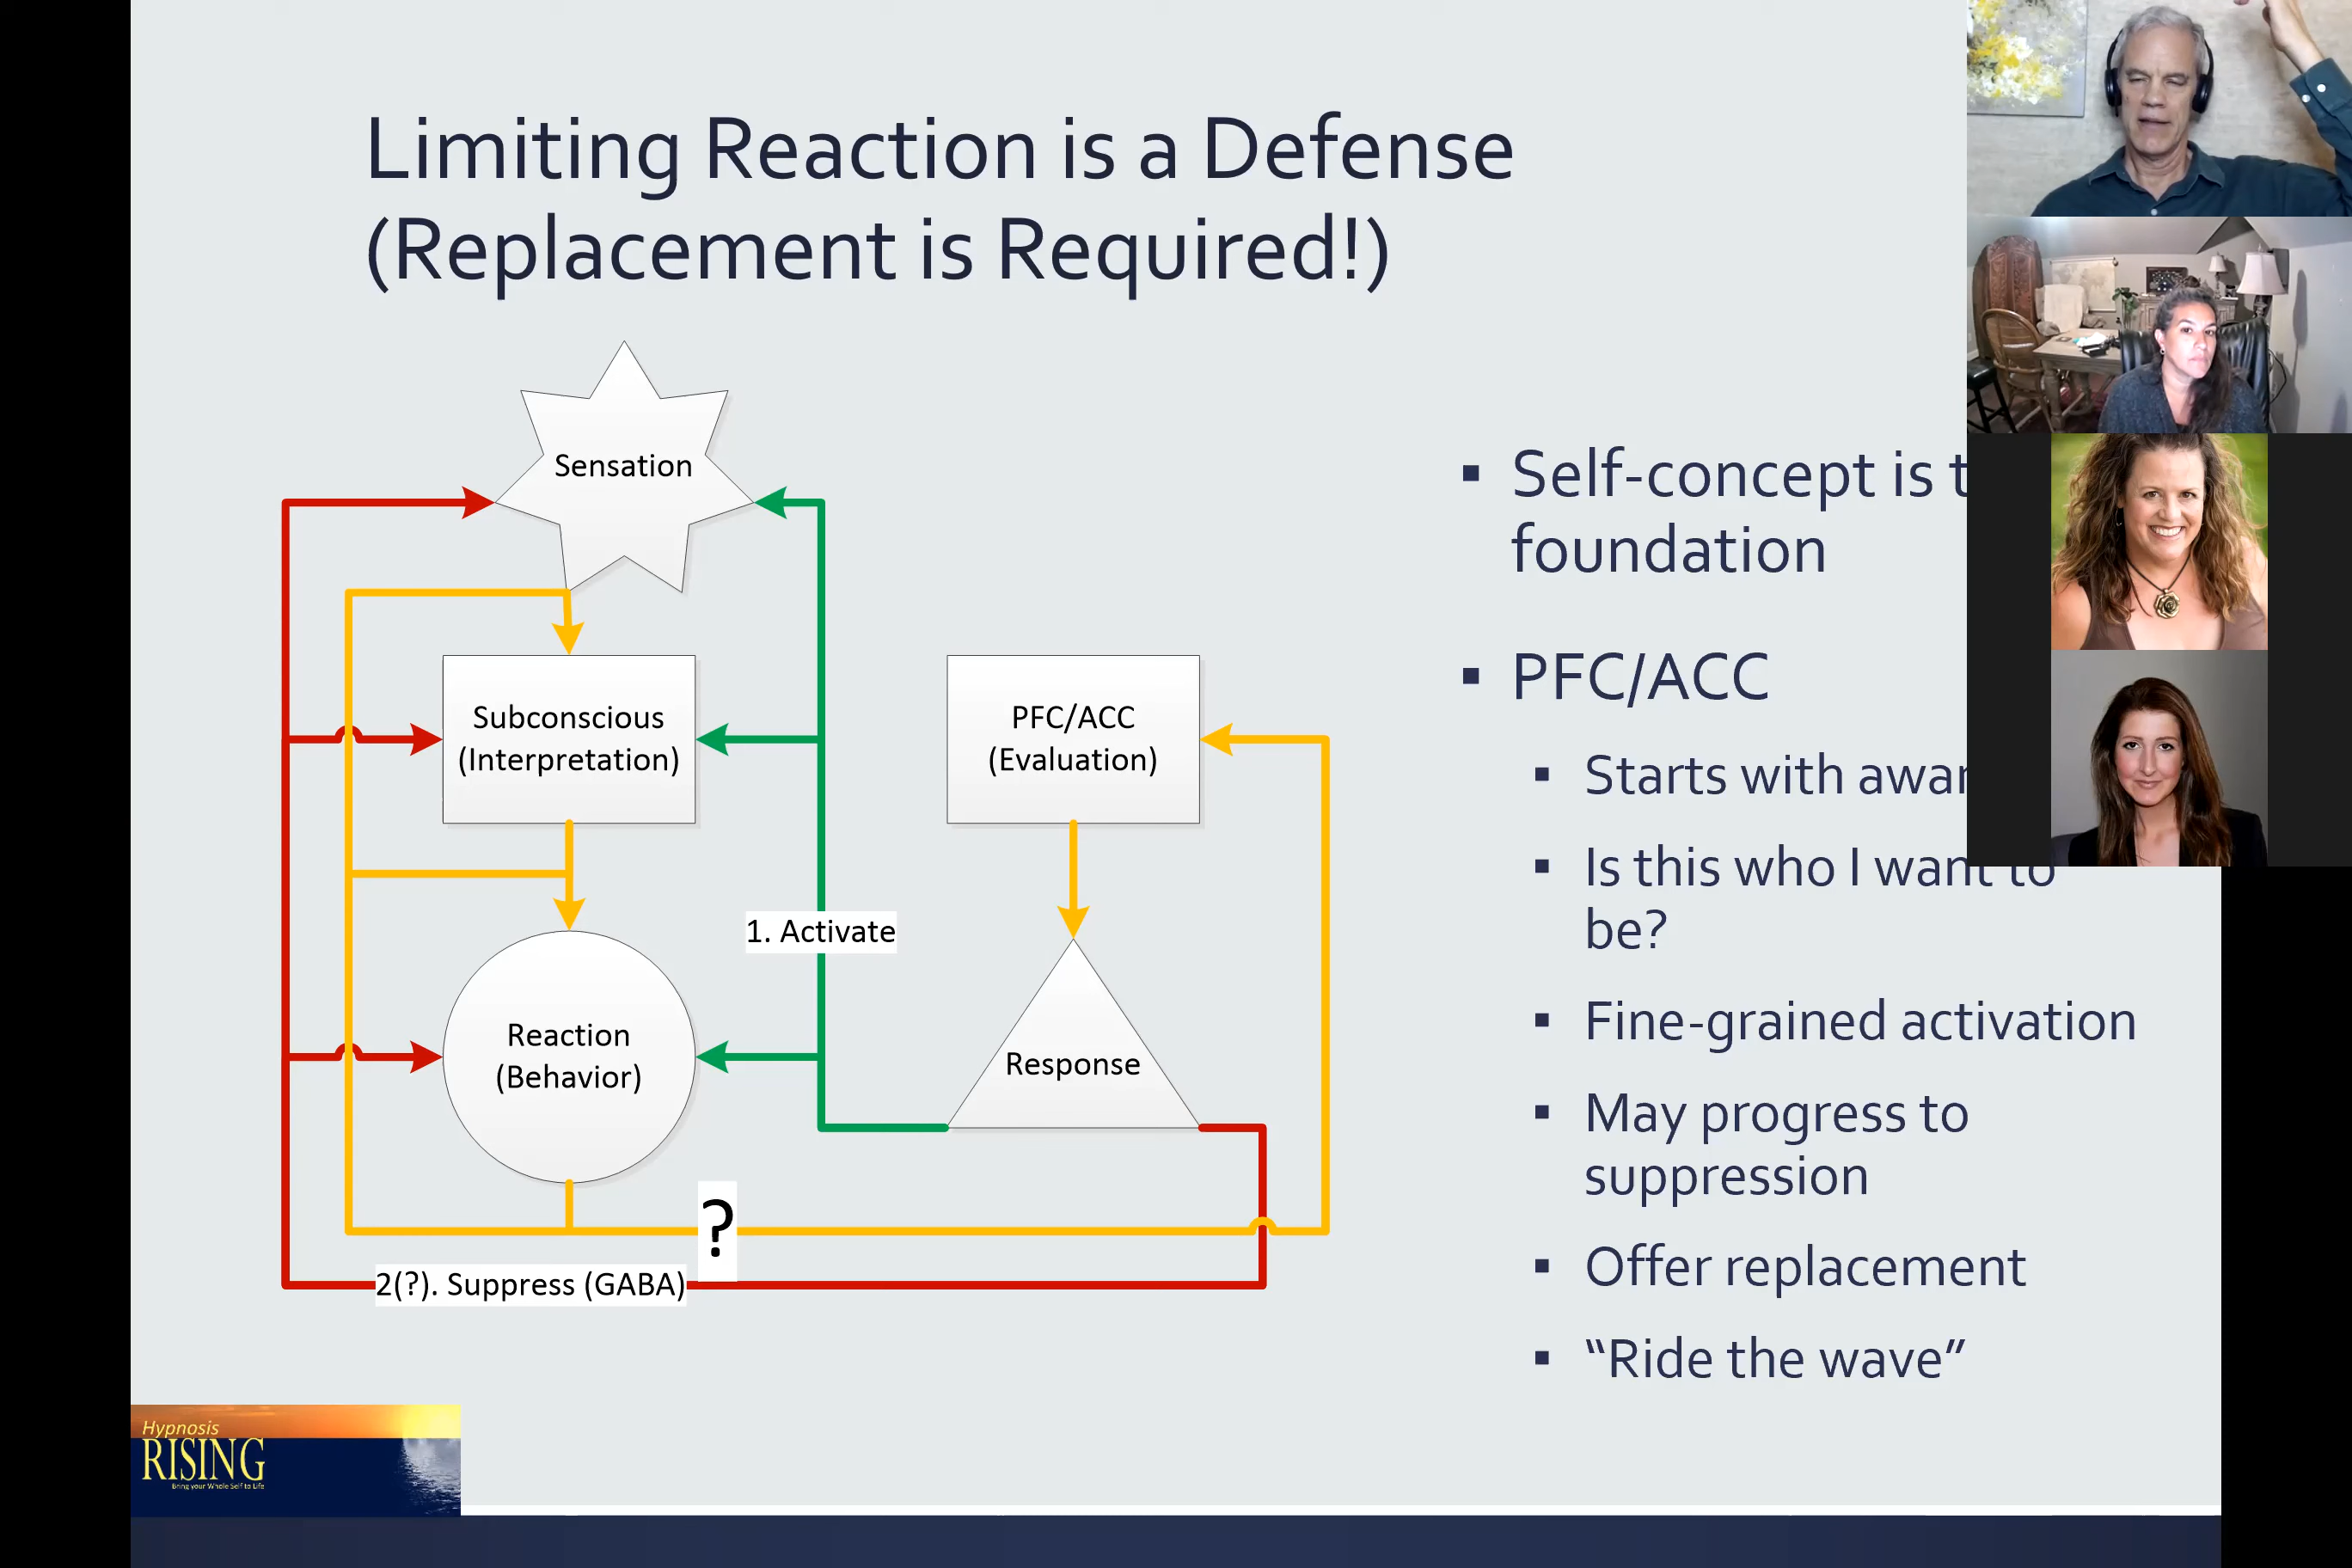 Limiting Reaction is a Defense
(Replacement is Required!)
Sensation
Subconscious
(Interpretation)
PFC/ACC
(Evaluation)
1. Activate
Reaction
(Behavior)
Response
?
2(?). Suppress (GABA)
▪ Self-concept is
foundation
▪ PFC/ACC
▪ Starts with
▪ Is this who I want to
be?
▪ Fine-grained activation
▪ May progress to
suppression
▪ Offer replacement
▪ “Ride the wave”
Hypnosis
RISING
Bring your Whole Self to Life